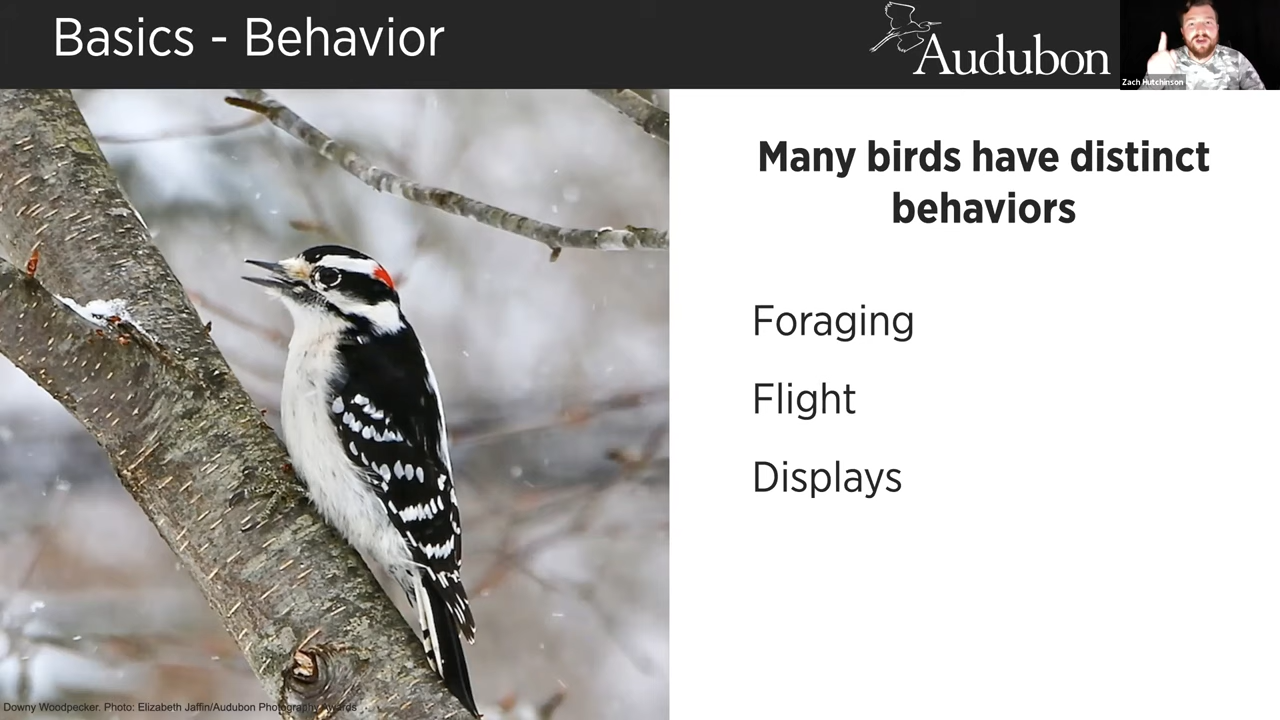 Basics - Behavior
Audubon
Zach Hutchinson
Many birds have distinct
behaviors
Foraging
Flight
Displays
Downy Woodpecker. Photo: Elizabeth Jaffin/Audubon Photography Awards